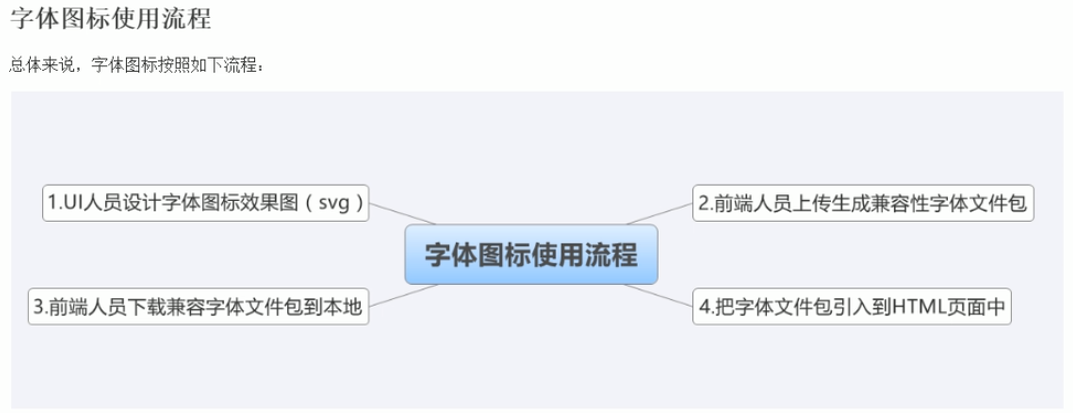 字体图标使用流程
总体来说，字体图标按照如下流程：
1.UI人员设计字体图标效果图（svg）
2.前端人员上传生成兼容性字体文件包
字体图标使用流程
3.前端人员下载兼容字体文件包到本地
4.把字体文件包引入到HTML页面中